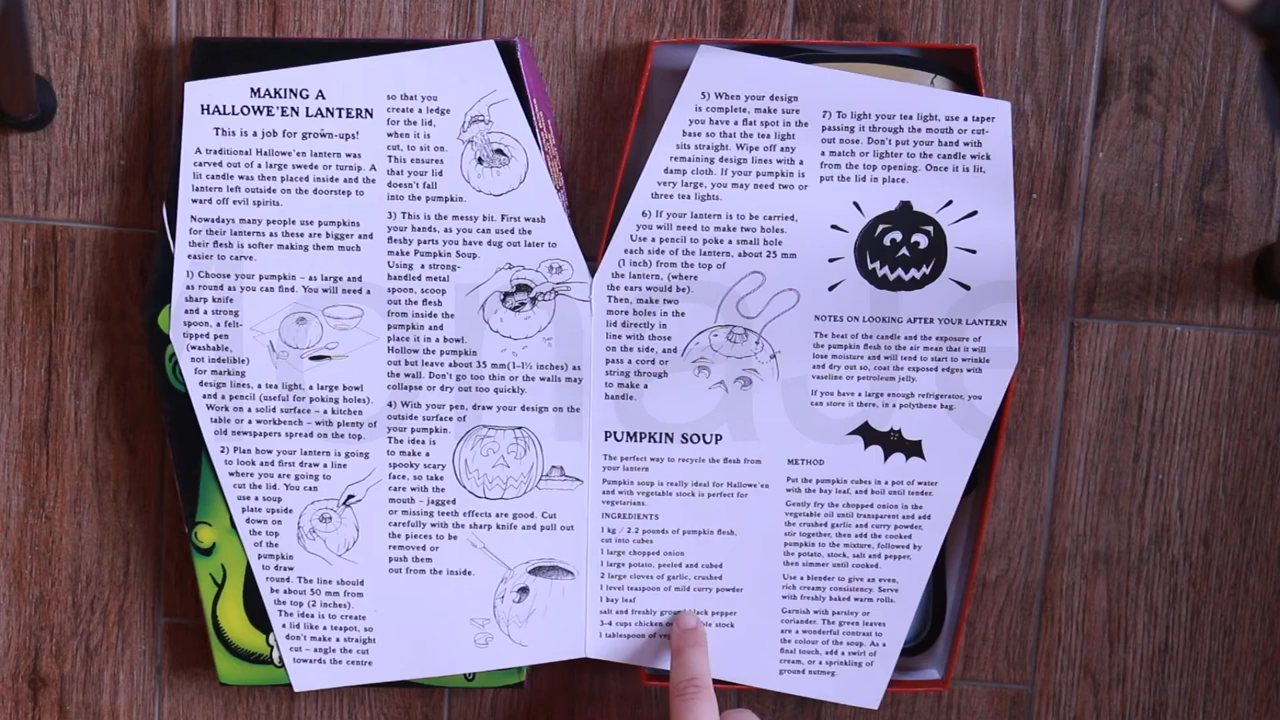 MAKING A
HALLOWE'EN LANTERN
This is a job for grown-ups!
A traditional Hallowe'en lantern was
carved out of a large swede or turnip. A
lit candle was then placed inside and the
lantern left outside on the doorstep to
ward off evil spirits.
Nowadays many people use pumpkins
for their lanterns as these are bigger and
their flesh is softer making them much
easier to carve.
1) Choose your pumpkin – as large and
as round as you can find. You will need a
sharp knife
and a strong
spoon, a felt-
tipped pen
(washable,
not indelible)
for marking
design lines, a tea light, a large bowl
and a pencil (useful for poking holes).
Work on a solid surface – a kitchen
table or a workbench – with plenty of
old newspapers spread on the top.
2) Plan how your lantern is going
to look and first draw a line
where you are going to
cut the lid. You can
use a soup
plate upside
down on
the top
of the
pumpkin
to draw
round. The line should
be about 50 mm from
the top (2 inches).
The idea is to create
a lid like a teapot, so
don't make a straight
cut – angle the cut
towards the centre
so that you
create a ledge
for the lid,
when it is
cut, to sit on.
This ensures
that your lid
doesn't fall
into the pumpkin.
3) This is the messy bit. First wash
your hands, as you can used the
fleshy parts you have dug out later to
make Pumpkin Soup.
Using a strong-
handled metal
spoon, scoop
out the flesh
from inside the
pumpkin and
place it in a bowl.
Hollow the pumpkin
out but leave about 35 mm(1–1½ inches) as
the wall. Don't go too thin or the walls may
collapse or dry out too quickly.
4) With your pen, draw your design on the
outside surface of
your pumpkin.
The idea is
to make a
spooky scary
face, so take
care with the
mouth – jagged
or missing teeth effects are good. Cut
carefully with the sharp knife and pull out
the pieces to be
removed or
push them
out from the inside.
5) When your design
is complete, make sure
you have a flat spot in the
base so that the tea light
sits straight. Wipe off any
remaining design lines with a
damp cloth. If your pumpkin is
very large, you may need two or
three tea lights.
6) If your lantern is to be carried,
you will need to make two holes.
Use a pencil to poke a small hole
each side of the lantern, about 25 mm
(1 inch) from the top of
the lantern, (where
the ears would be).
Then, make two
more holes in the
lid directly in
line with those
on the side, and
pass a cord or
string through
to make a
handle.
7) To light your tea light, use a taper
passing it through the mouth or cut-
out nose. Don't put your hand with
a match or lighter to the candle wick
from the top opening. Once it is lit,
put the lid in place.
NOTES ON LOOKING AFTER YOUR LANTERN
The heat of the candle and the exposure of
the pumpkin flesh to the air mean that it will
lose moisture and will tend to start to wrinkle
and dry out so, coat the exposed edges with
vaseline or petroleum jelly.
If you have a large enough refrigerator, you
can store it there, in a polythene bag.
PUMPKIN SOUP
The perfect way to recycle the flesh from
your lantern
Pumpkin soup is really ideal for Hallowe'en
and with vegetable stock is perfect for
vegetarians.
INGREDIENTS
1 kg / 2.2 pounds of pumpkin flesh,
cut into cubes
1 large chopped onion
1 large potato, peeled and cubed
2 large cloves of garlic, crushed
1 level teaspoon of mild curry powder
1 bay leaf
salt and freshly ground black pepper
3-4 cups chicken stock
1 tablespoon of
METHOD
Put the pumpkin cubes in a pot of water
with the bay leaf, and boil until tender.
Gently fry the chopped onion in the
vegetable oil until transparent and add
the crushed garlic and curry powder,
stir together, then add the cooked
pumpkin to the mixture, followed by
the potato, stock, salt and pepper,
then simmer until cooked.
Use a blender to give an even,
rich creamy consistency. Serve
with freshly baked warm rolls.
Garnish with parsley or
coriander. The green leaves
are a wonderful contrast to
the colour of the soup. As a
final touch, add a swirl of
cream, or a sprinkling of
ground nutmeg.